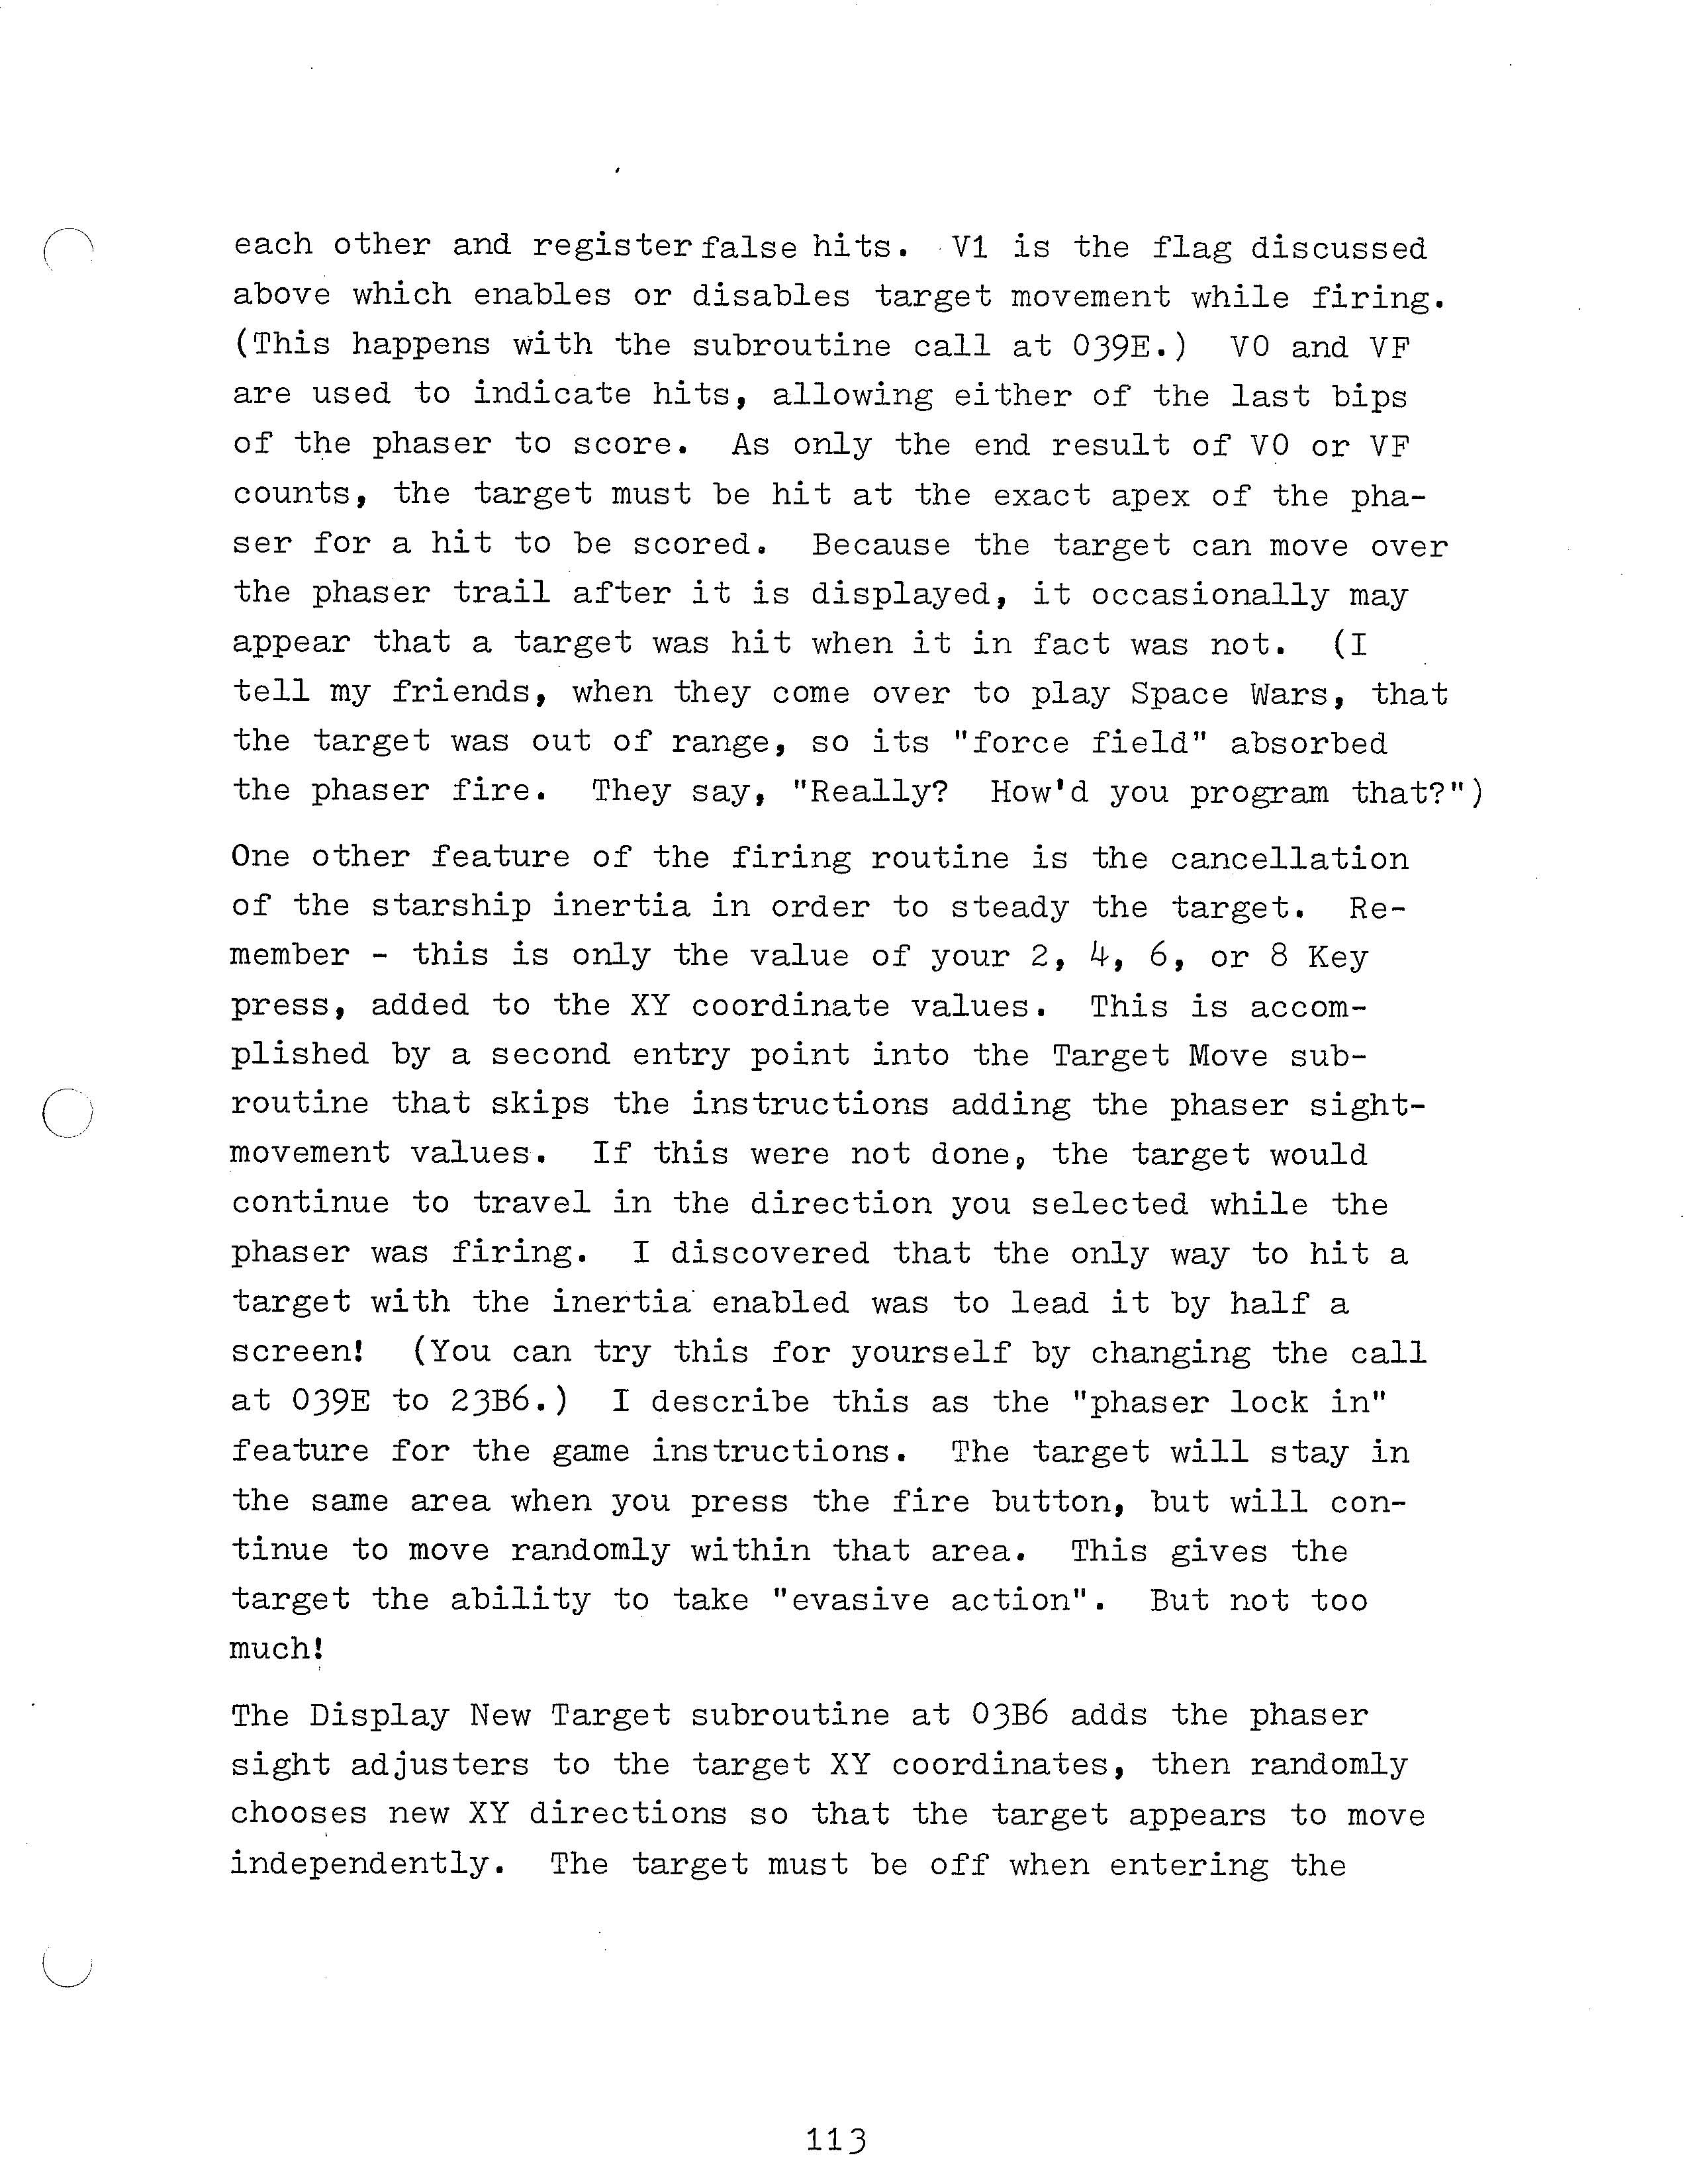 each other and register false hits.  V1 is the flag discussed
above which enables or disables target movement while firing.
(This happens with the subroutine call at 039E.)  V0 and VF
are used to indicate hits, allowing either of the last bips
of the phaser to score.  As only the end result of V0 or VF
counts, the target must be hit at the exact apex of the pha-
ser for a hit to be scored.  Because the target can move over
the phaser trail after it is displayed, it occasionally may
appear that a target was hit when it in fact was not.  (I
tell my friends, when they come over to play Space Wars, that
the target was out of range, so its "force field" absorbed
the phaser fire.  They say, "Really?  How'd you program that?")
One other feature of the firing routine is the cancellation
of the starship inertia in order to steady the target.  Re-
member - this is only the value of your 2, 4, 6, or 8 Key
press, added to the XY coordinate values.  This is accom-
plished by a second entry point into the Target Move sub-
routine that skips the instructions adding the phaser sight-
movement values.  If this were not done, the target would
continue to travel in the direction you selected while the
phaser was firing.  I discovered that the only way to hit a
target with the inertia enabled was to lead it by half a
screen!  (You can try this for yourself by changing the call
at 039E to 23B6.)  I describe this as the "phaser lock in"
feature for the game instructions.  The target will stay in
the same area when you press the fire button, but will con-
tinue to move randomly within that area.  This gives the
target the ability to take "evasive action".  But not too
much!
The Display New Target subroutine at 03B6 adds the phaser
sight adjusters to the target XY coordinates, then randomly
chooses new XY directions so that the target appears to move
independently.  The target must be off when entering the
113